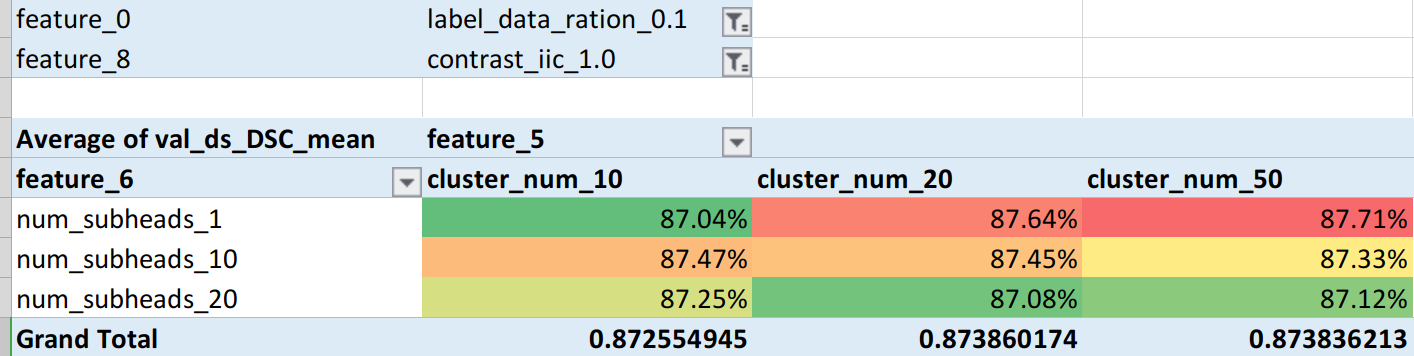 feature_0 label_data_ration_0.1
feature_8 contrast_iic_1.0
Average of val_ds_DSC_mean feature_5
feature_6 cluster_num_10 cluster_num_20 cluster_num_50
num_subheads_1 87.04% 87.64% 87.71%
num_subheads_10 87.47% 87.45% 87.33%
num_subheads_20 87.25% 87.08% 87.12%
Grand Total 0.872554945 0.873860174 0.873836213